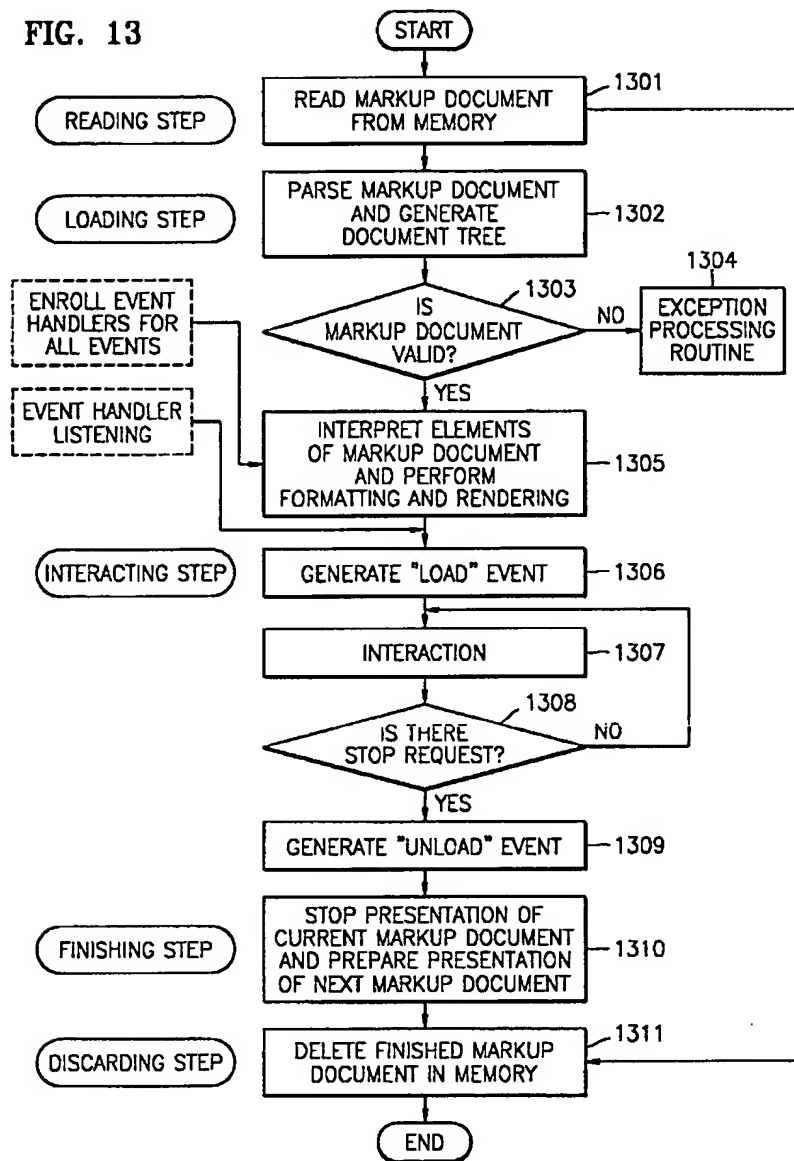 FIG. 13
START
1301
READING STEP
READ MARKUP DOCUMENT
FROM MEMORY
LOADING STEP
PARSE MARKUP DOCUMENT
AND GENERATE
DOCUMENT TREE
1302
1303
1304
ENROLL EVENT
HANDLERS FOR
ALL EVENTS
IS
MARKUP DOCUMENT
VALID?
NO
EXCEPTION
PROCESSING
ROUTINE
YES
EVENT HANDLER
LISTENING
INTERPRET ELEMENTS
OF MARKUP DOCUMENT
AND PERFORM
FORMATTING AND RENDERING
1305
INTERACTING STEP
GENERATE "LOAD" EVENT
1306
INTERACTION
1307
1308
IS THERE
STOP REQUEST?
NO
YES
GENERATE "UNLOAD" EVENT
1309
FINISHING STEP
STOP PRESENTATION OF
CURRENT MARKUP DOCUMENT
AND PREPARE PRESENTATION
OF NEXT MARKUP DOCUMENT
1310
1311
DISCARDING STEP
DELETE FINISHED MARKUP
DOCUMENT IN MEMORY
END